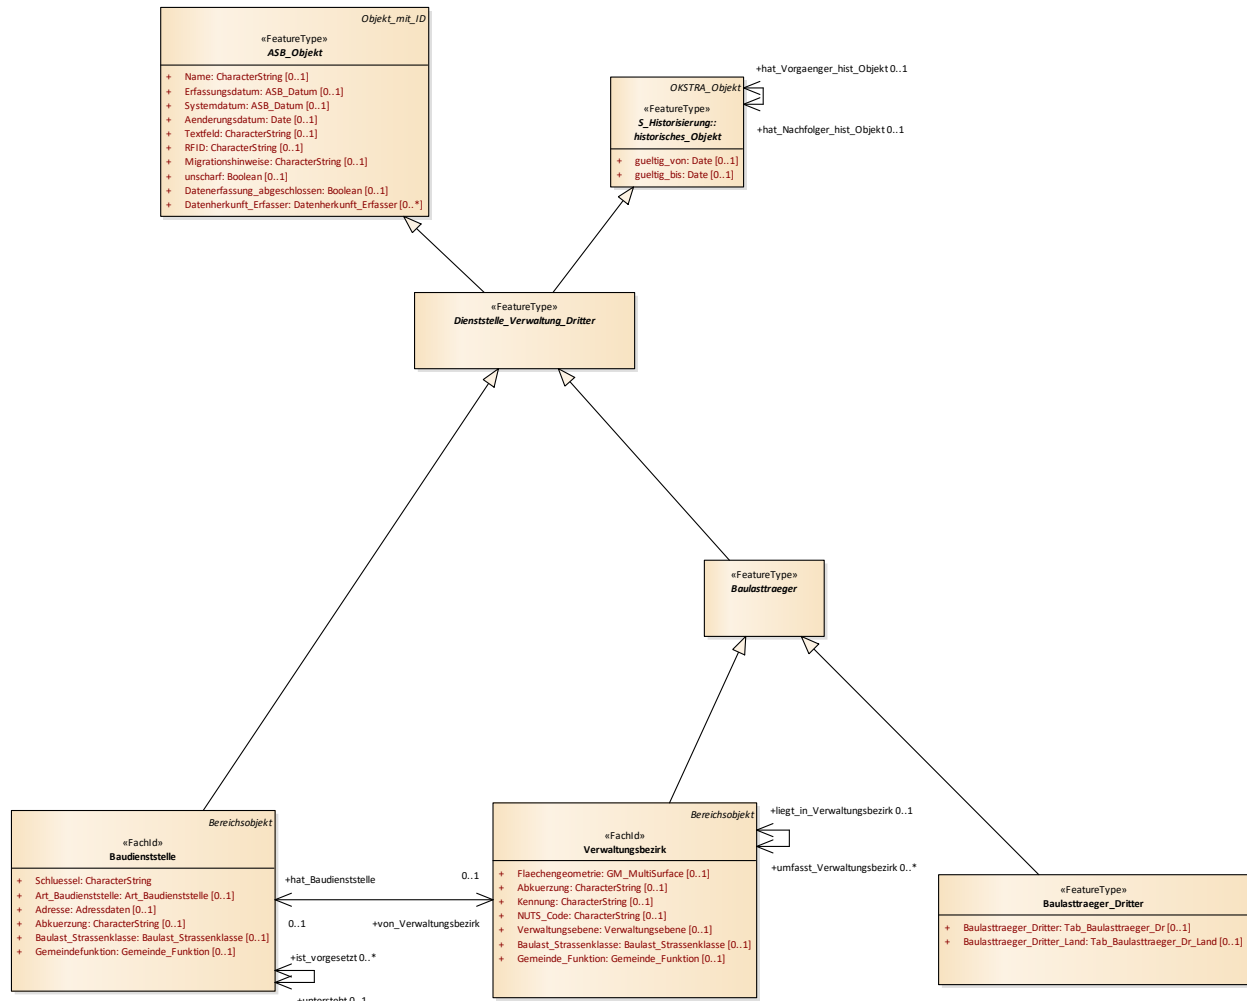 Objekt_mit_ID
«FeatureType»
ASB_Objekt
+ Name: CharacterString [0..1]
+ Erfassungsdatum: ASB_Datum [0..1]
+ Systemdatum: ASB_Datum [0..1]
+ Aenderungsdatum: Date [0..1]
+ Textfeld: CharacterString [0..1]
+ RFID: CharacterString [0..1]
+ Migrationshinweise: CharacterString [0..1]
+ unscharf: Boolean [0..1]
+ Datenerfassung_abgeschlossen: Boolean [0..1]
+ Datenherkunft_Erfasser: Datenherkunft_Erfasser [0..*]
OKSTRA_Objekt
«FeatureType»
S_Historisierung::
historisches_Objekt
+ gueltig_von: Date [0..1]
+ gueltig_bis: Date [0..1]
+hat_Vorgaenger_hist_Objekt 0..1
+hat_Nachfolger_hist_Objekt 0..1
«FeatureType»
Dienststelle_Verwaltung_Dritter
«FeatureType»
Baulasttraeger
Bereichsobjekt
«FachId»
Baudienststelle
+ Schluessel: CharacterString
+ Art_Baudienststelle: Art_Baudienststelle [0..1]
+ Adresse: Adressdaten [0..1]
+ Abkuerzung: CharacterString [0..1]
+ Baulast_Strassenklasse: Baulast_Strassenklasse [0..1]
+ Gemeindefunktion: Gemeinde_Funktion [0..1]
+hat_Baudienststelle
0..1
0..1
+von_Verwaltungsbezirk
+ist_vorgesetzt 0..*
+untersteht 0..1
Bereichsobjekt
«FachId»
Verwaltungsbezirk
+ Flaechengeometrie: GM_MultiSurface [0..1]
+ Abkuerzung: CharacterString [0..1]
+ Kennung: CharacterString [0..1]
+ NUTS_Code: CharacterString [0..1]
+ Verwaltungsebene: Verwaltungsebene [0..1]
+ Baulast_Strassenklasse: Baulast_Strassenklasse [0..1]
+ Gemeinde_Funktion: Gemeinde_Funktion [0..1]
+liegt_in_Verwaltungsbezirk 0..1
+umfasst_Verwaltungsbezirk 0..*
«FeatureType»
Baulasttraeger_Dritter
+ Baulasttraeger_Dritter: Tab_Baulasttraeger_Dr [0..1]
+ Baulasttraeger_Dritter_Land: Tab_Baulasttraeger_Dr_Land [0..1]